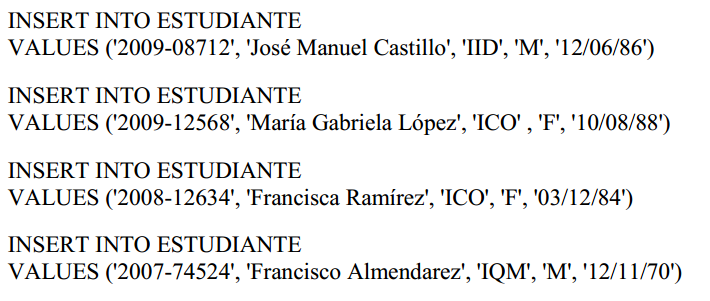 INSERT INTO ESTUDIANTE
VALUES ('2009-08712', 'José Manuel Castillo', 'IID', 'M', '12/06/86')
INSERT INTO ESTUDIANTE
VALUES ('2009-12568', 'María Gabriela López', 'ICO' , 'F', '10/08/88')
INSERT INTO ESTUDIANTE
VALUES ('2008-12634', 'Francisca Ramírez', 'ICO', 'F', '03/12/84')
INSERT INTO ESTUDIANTE
VALUES ('2007-74524', 'Francisco Almendarez', 'IQM', 'M', '12/11/70')